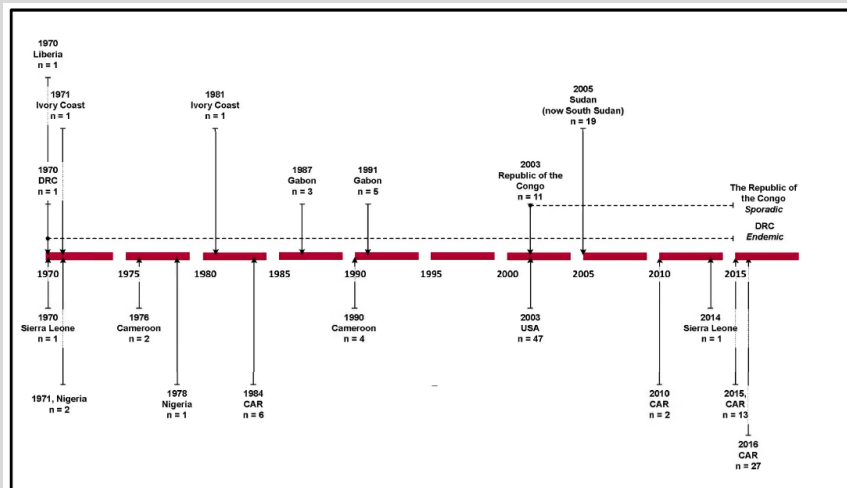 1970
Liberia
n = 1
1971
Ivory Coast
n = 1
1981
Ivory Coast
n = 1
2005
Sudan
(now South Sudan)
n = 19
1970
DRC
n = 1
1987
Gabon
n = 3
1991
Gabon
n = 5
2003
Republic of the
Congo
n = 11
The Republic of
the Congo
Sporadic
DRC
Endemic
1970
1975
1980
1985
1990
1995
2000
2005
2010
2015
1970
Sierra Leone
n = 1
1976
Cameroon
n = 2
1990
Cameroon
n = 4
2003
USA
n = 47
2014
Sierra Leone
n = 1
1971, Nigeria
n = 2
1978
Nigeria
n = 1
1984
CAR
n = 6
2010
CAR
n = 2
2015,
CAR
n = 13
2016
CAR
n = 27